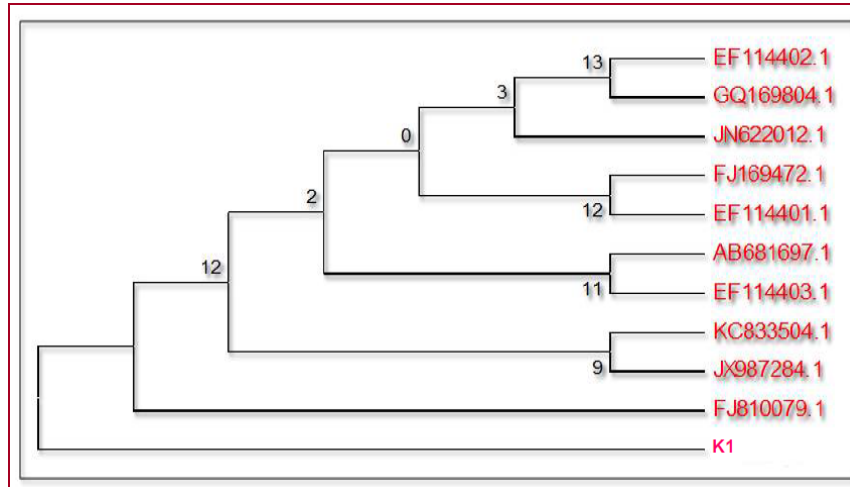 EF114402.1
13
GQ169804.1
3
JN622012.1
0
FJ169472.1
2
12
EF114401.1
AB681697.1
12
11
EF114403.1
KC833504.1
9
JX987284.1
FJ810079.1
K1